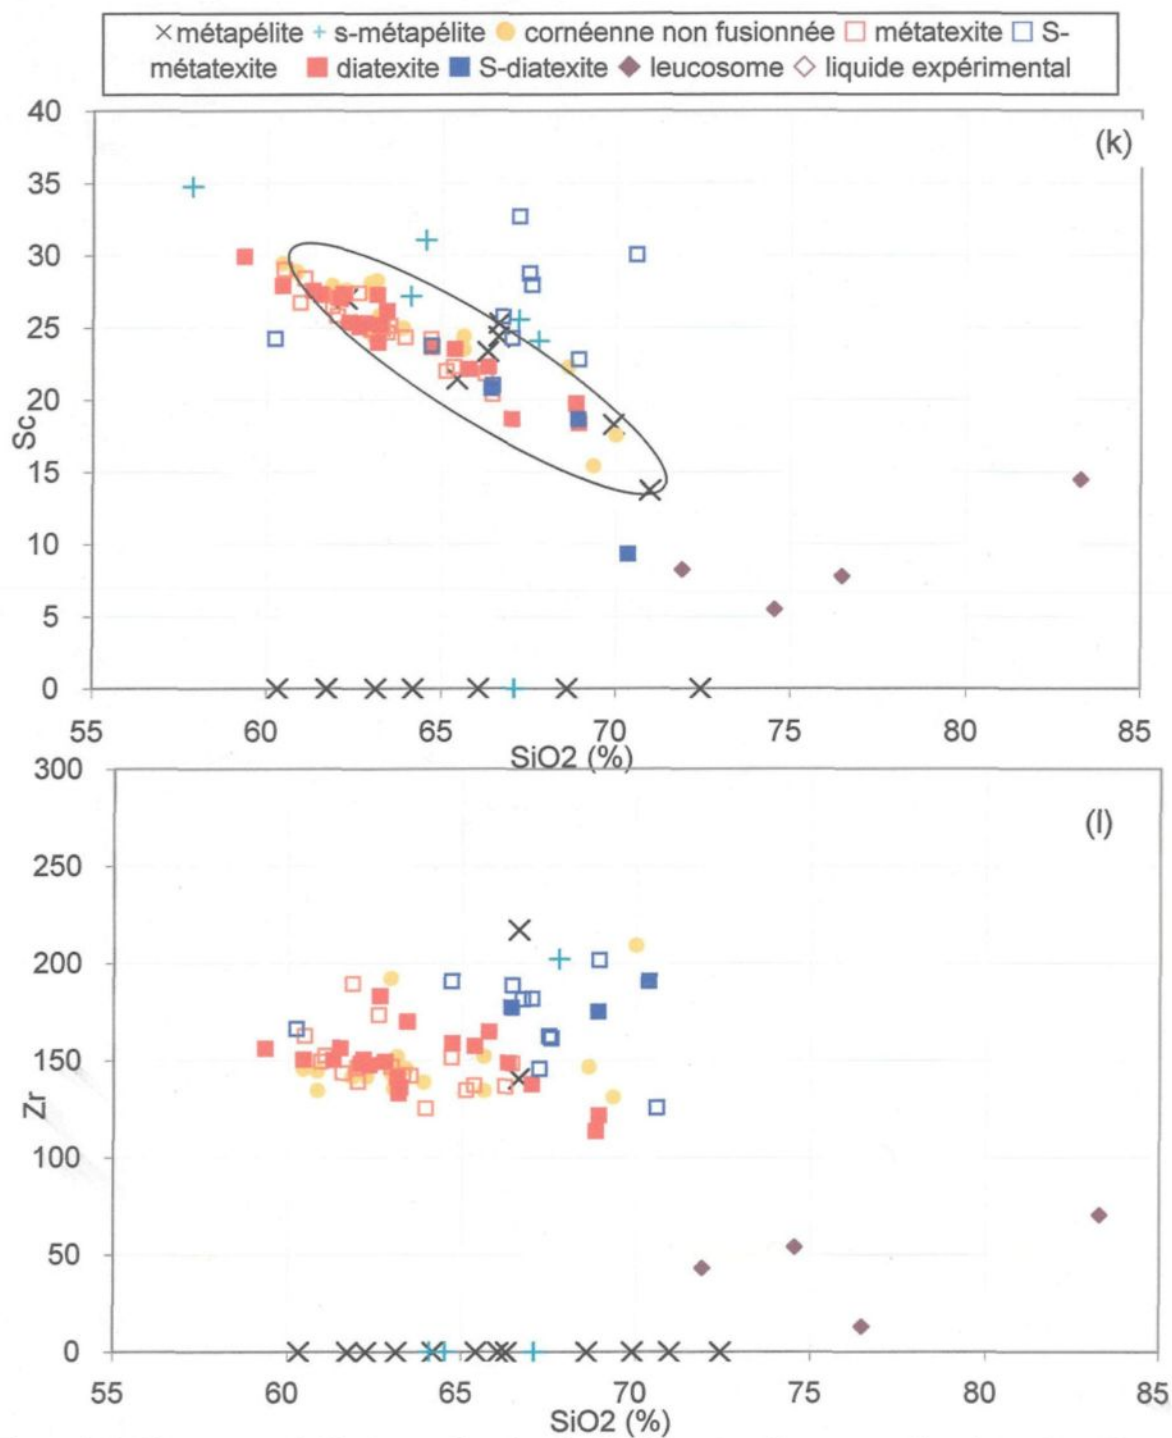 métapélite s-métapélite cornéenne non fusionnée métatexite S-
métatexite diatexite S-diatexite leucosome liquide expérimental
40
(k)
35
30
25
20
Sc
15
10
5
0
55 60 65 70 75 80 85
SiO2 (%)
300
(l)
250
200
150
Zr
100
50
0
55 60 65 70 75 80 85
SiO2 (%)